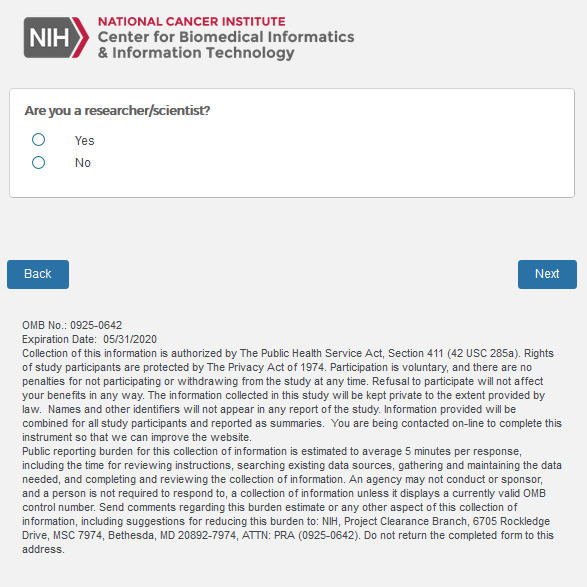 NIH
NATIONAL CANCER INSTITUTE
Center for Biomedical Informatics
& Information Technology
Are you a researcher/scientist?
Yes
No
Back
Next
OMB No.: 0925-0642
Expiration Date:  05/31/2020
Collection of this information is authorized by The Public Health Service Act, Section 411 (42 USC 285a). Rights
of study participants are protected by The Privacy Act of 1974. Participation is voluntary, and there are no
penalties for not participating or withdrawing from the study at any time. Refusal to participate will not affect
your benefits in any way. The information collected in this study will be kept private to the extent provided by
law.  Names and other identifiers will not appear in any report of the study. Information provided will be
combined for all study participants and reported as summaries.  You are being contacted on-line to complete this
instrument so that we can improve the website.
Public reporting burden for this collection of information is estimated to average 5 minutes per response,
including the time for reviewing instructions, searching existing data sources, gathering and maintaining the data
needed, and completing and reviewing the collection of information. An agency may not conduct or sponsor,
and a person is not required to respond to, a collection of information unless it displays a currently valid OMB
control number. Send comments regarding this burden estimate or any other aspect of this collection of
information, including suggestions for reducing this burden to: NIH, Project Clearance Branch, 6705 Rockledge
Drive, MSC 7974, Bethesda, MD 20892-7974, ATTN: PRA (0925-0642). Do not return the completed form to this
address.